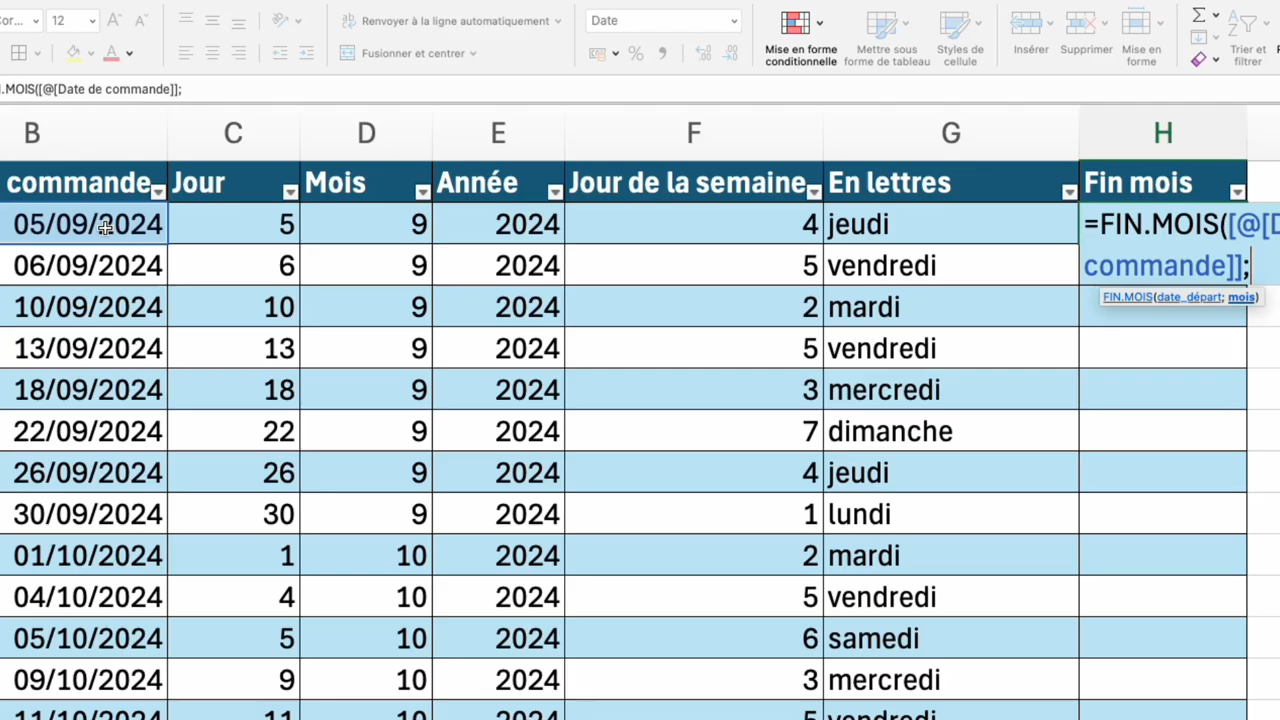 Cor...
12
Renvoyer à la ligne automatiquement
Date
Mise en forme
conditionnelle
Mettre sous
forme de tableau
Styles de
cellule
Insérer
Supprimer
Mise en
forme
Trier et
filtrer
Fusionner et centrer
.MOIS([@[Date de commande]];
B C D E F G H
commande Jour Mois Année Jour de la semaine En lettres Fin mois
05/09/2024 5 9 2024 4 jeudi =FIN.MOIS([@[D
06/09/2024 6 9 2024 5 vendredi commande]];
FIN.MOIS(date_départ; mois)
10/09/2024 10 9 2024 2 mardi
13/09/2024 13 9 2024 5 vendredi
18/09/2024 18 9 2024 3 mercredi
22/09/2024 22 9 2024 7 dimanche
26/09/2024 26 9 2024 4 jeudi
30/09/2024 30 9 2024 1 lundi
01/10/2024 1 10 2024 2 mardi
04/10/2024 4 10 2024 5 vendredi
05/10/2024 5 10 2024 6 samedi
09/10/2024 9 10 2024 3 mercredi
11/10/2024 11 10 2024 5 vendredi